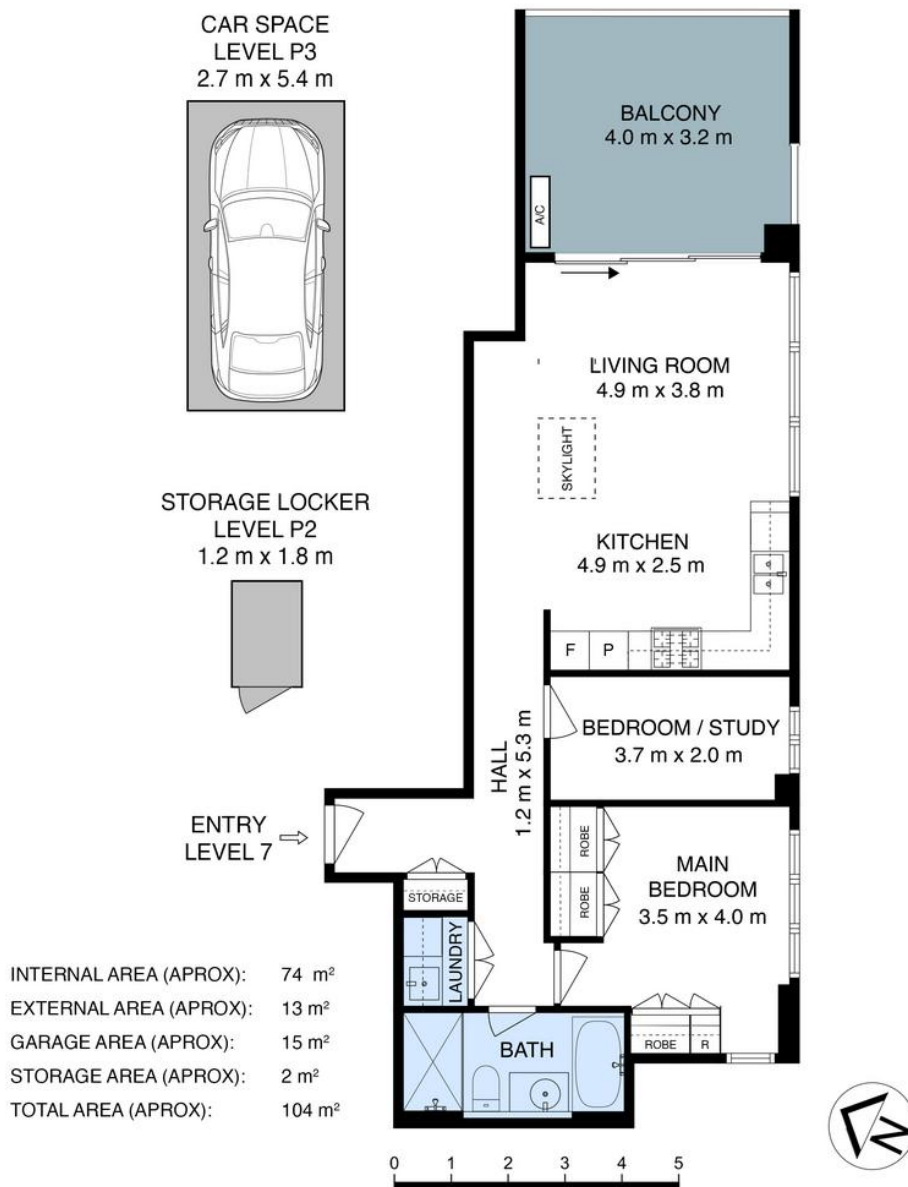 CAR SPACE
LEVEL P3
2.7 m x 5.4 m
BALCONY
4.0 m x 3.2 m
A/C
LIVING ROOM
4.9 m x 3.8 m
SKYLIGHT
STORAGE LOCKER
LEVEL P2
1.2 m x 1.8 m
KITCHEN
4.9 m x 2.5 m
F P
BEDROOM / STUDY
3.7 m x 2.0 m
HALL
1.2 m x 5.3 m
ENTRY
LEVEL 7
ROBE
ROBE
MAIN
BEDROOM
3.5 m x 4.0 m
STORAGE
LAUNDRY
ROBE R
BATH
INTERNAL AREA (APROX): 74 m²
EXTERNAL AREA (APROX): 13 m²
GARAGE AREA (APROX): 15 m²
STORAGE AREA (APROX): 2 m²
TOTAL AREA (APROX): 104 m²
N
0 1 2 3 4 5